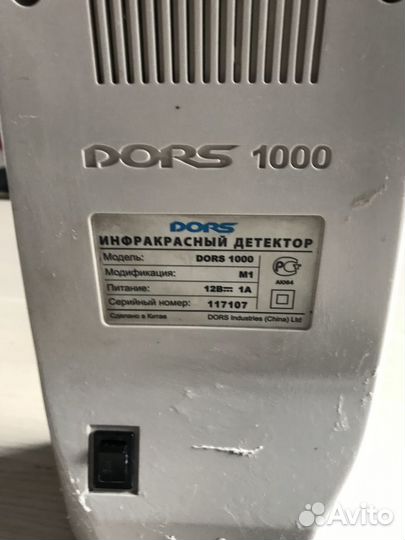 DORS 1000
DORS
ИНФРАКРАСНЫЙ ДЕТЕКТОР
Модель: DORS 1000
Модификация: M1
Питание: 12В 1А
Серийный номер: 117107
Сделано в Китае DORS Industries (China) Ltd
АЮ64
Avito